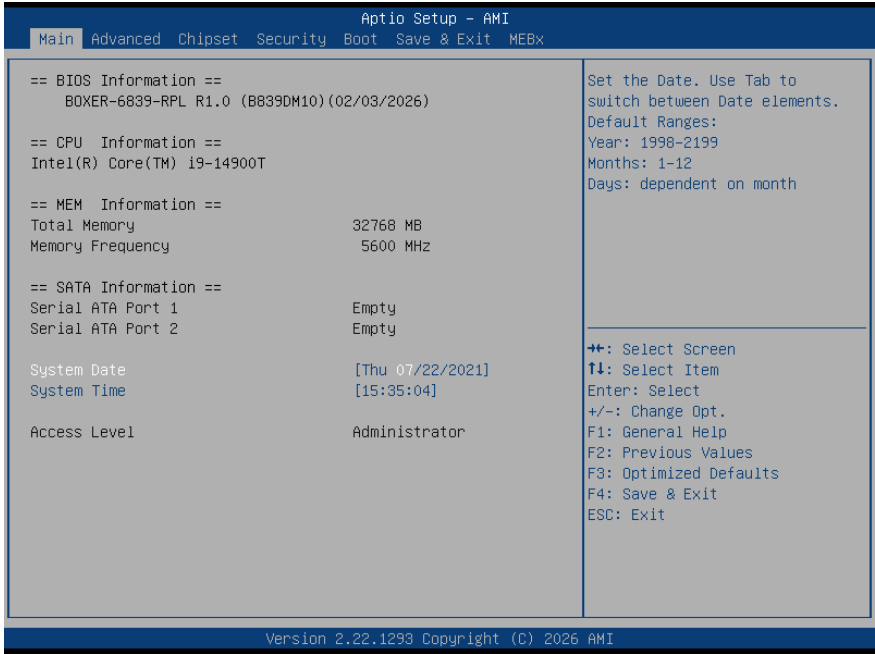 Aptio Setup - AMI
Main Advanced Chipset Security Boot Save & Exit MEBx
== BIOS Information ==
BOXER-6839-RPL R1.0 (B839DM10)(02/03/2026)
== CPU  Information ==
Intel(R) Core(TM) i9-14900T
== MEM  Information ==
Total Memory 32768 MB
Memory Frequency 5600 MHz
== SATA Information ==
Serial ATA Port 1 Empty
Serial ATA Port 2 Empty
System Date [Thu 07/22/2021]
System Time [15:35:04]
Access Level Administrator
Set the Date. Use Tab to
switch between Date elements.
Default Ranges:
Year: 1998-2199
Months: 1-12
Days: dependent on month
→←: Select Screen
↑↓: Select Item
Enter: Select
+/-: Change Opt.
F1: General Help
F2: Previous Values
F3: Optimized Defaults
F4: Save & Exit
ESC: Exit
Version 2.22.1293 Copyright (C) 2026 AMI